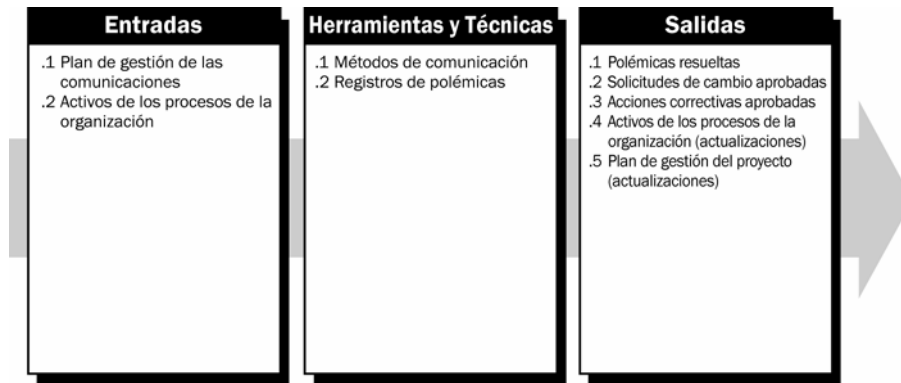 Entradas
.1 Plan de gestión de las
comunicaciones
.2 Activos de los procesos de la
organización
Herramientas y Técnicas
.1 Métodos de comunicación
.2 Registros de polémicas
Salidas
.1 Polémicas resueltas
.2 Solicitudes de cambio aprobadas
.3 Acciones correctivas aprobadas
.4 Activos de los procesos de la
organización (actualizaciones)
.5 Plan de gestión del proyecto
(actualizaciones)